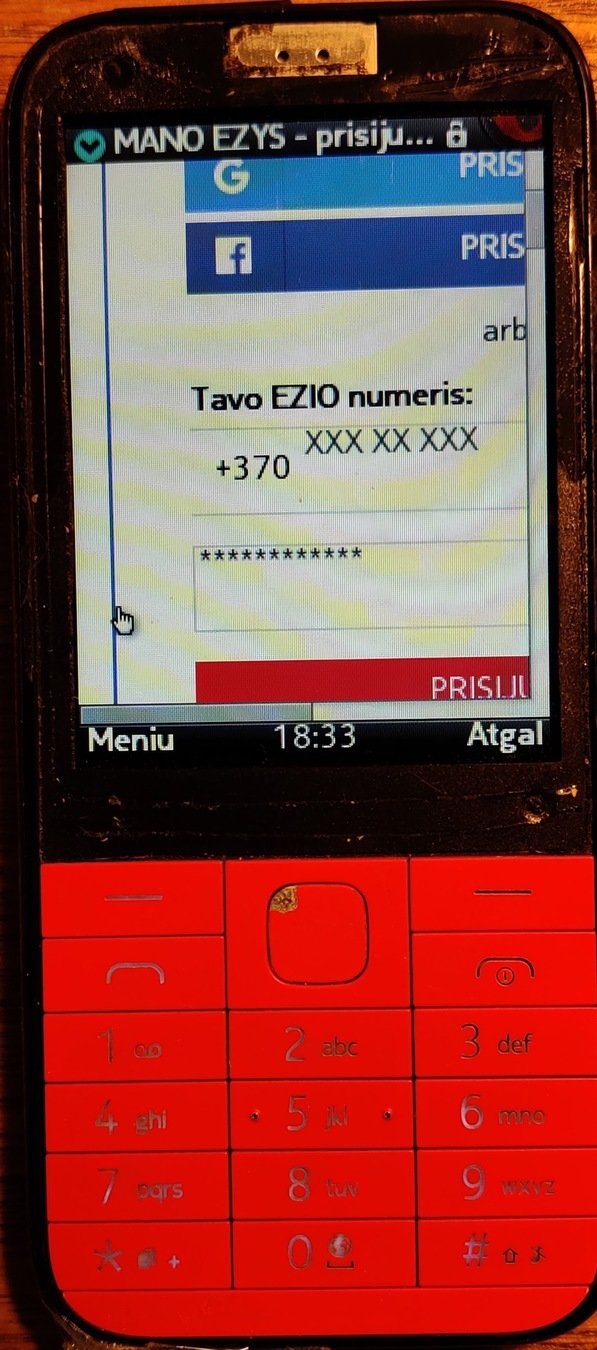 MANO EZYS - prisiju...
G PRIS
f PRIS
arb
Tavo EZIO numeris:
+370 XXX XX XXX
************
PRISIJU
Meniu 18:33 Atgal
1 2 abc 3 def
4 ghi 5 jkl 6 mno
7 pqrs 8 tuv 9 wxyz
* + 0 #